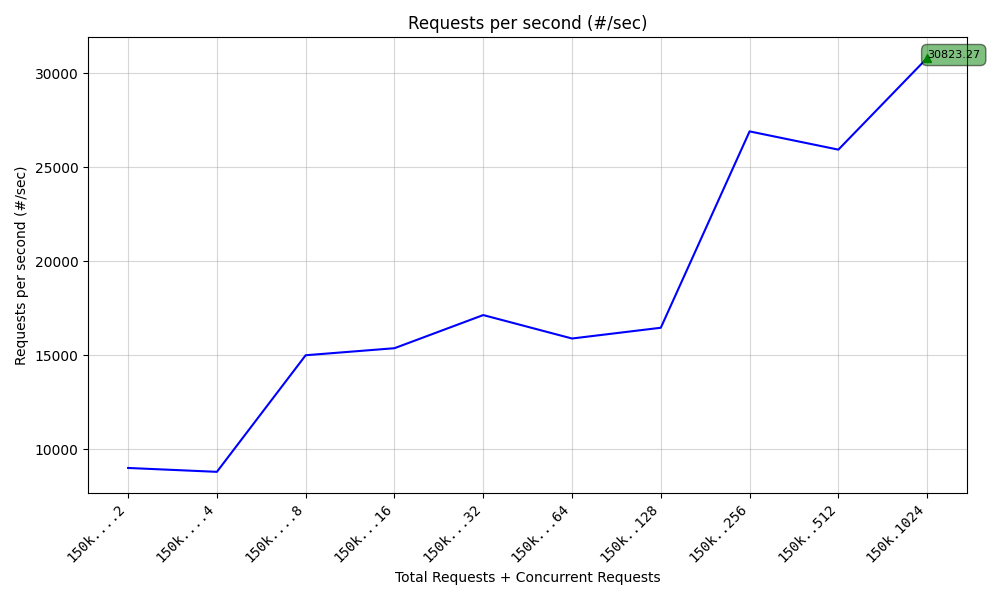 Requests per second (#/sec)
30823.27
30000
25000
20000
15000
10000
Requests per second (#/sec)
150k....2
150k....4
150k....8
150k...16
150k...32
150k...64
150k..128
150k..256
150k..512
150k.1024
Total Requests + Concurrent Requests